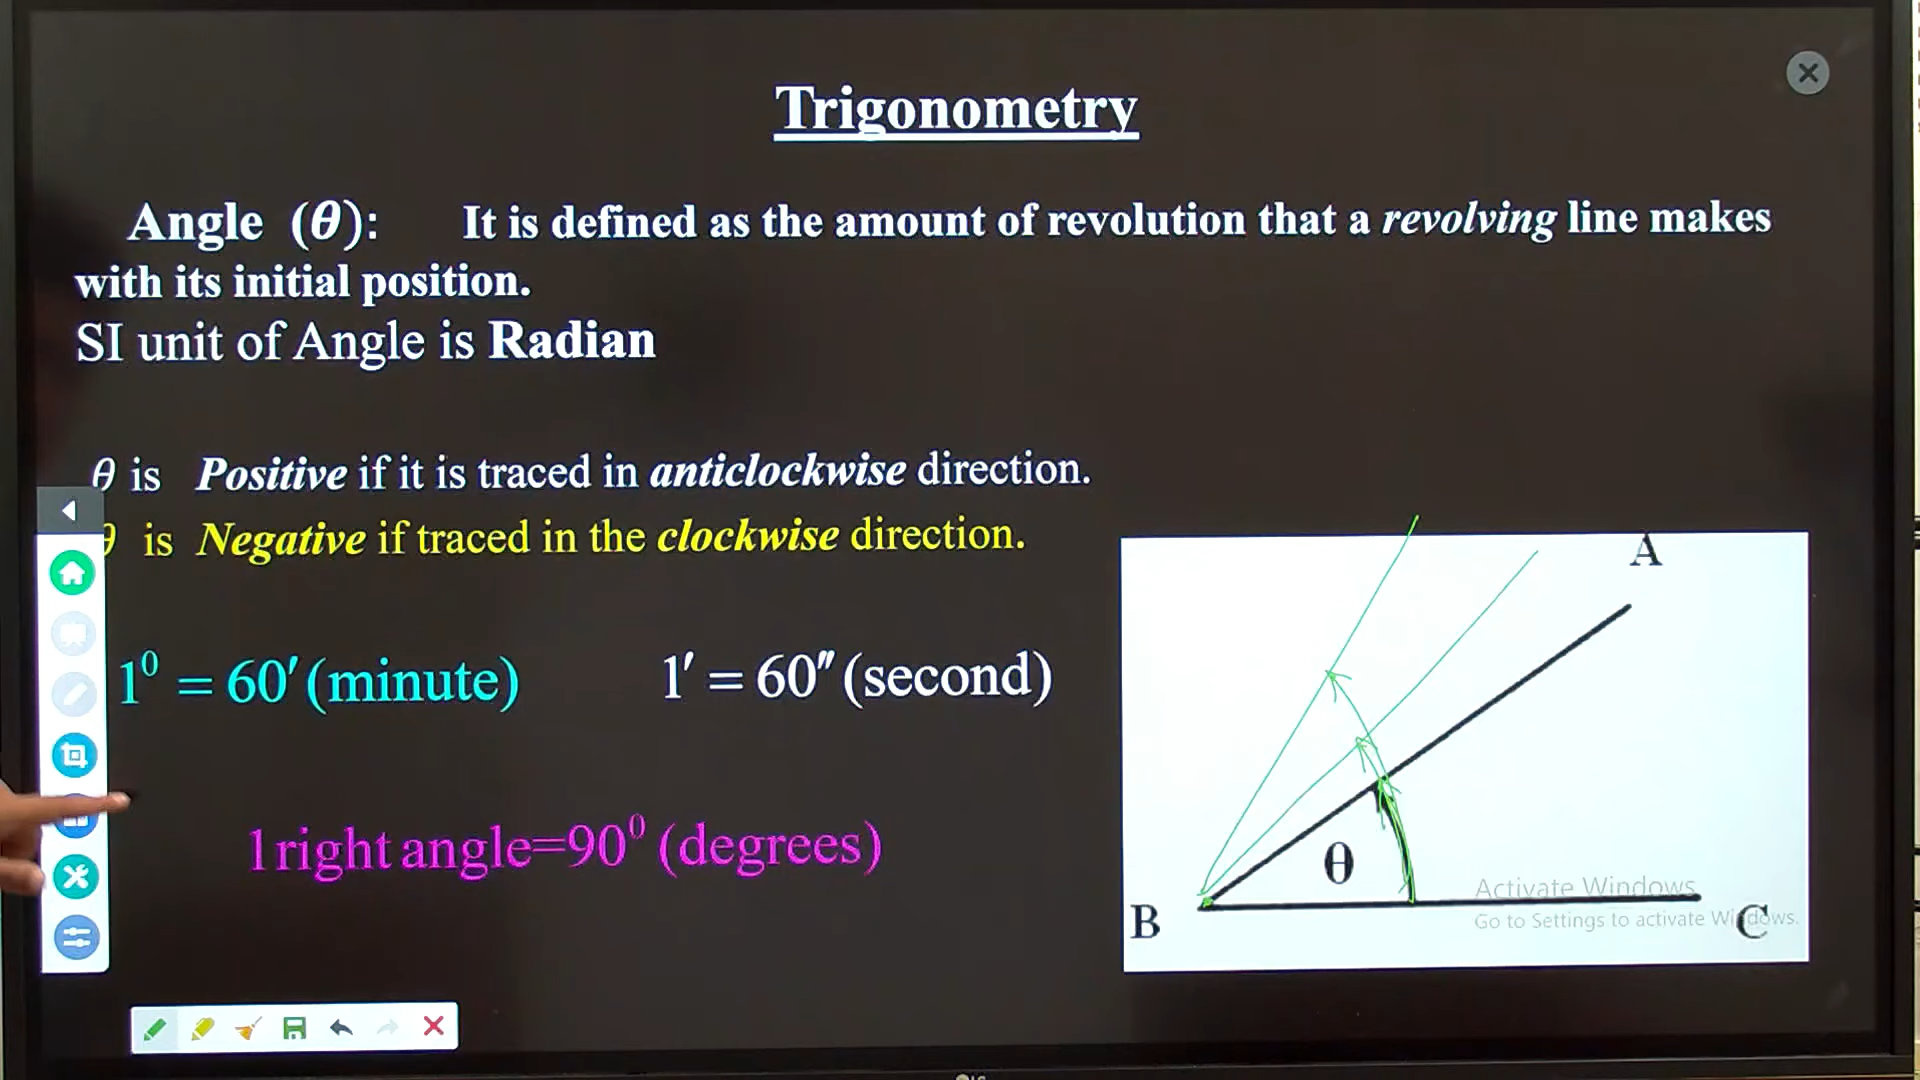 Trigonometry
Angle (θ): It is defined as the amount of revolution that a revolving line makes
with its initial position.
SI unit of Angle is Radian
θ is Positive if it is traced in anticlockwise direction.
θ is Negative if traced in the clockwise direction.
1⁰ = 60′ (minute) 1′ = 60″ (second)
1 right angle=90⁰ (degrees)
A
θ
B
C
Activate Windows
Go to Settings to activate Windows.